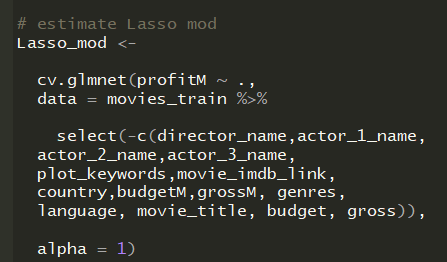 # estimate Lasso mod
Lasso_mod <-
cv.glmnet(profitM ~ .,
data = movies_train %>%
select(-c(director_name,actor_1_name,
actor_2_name,actor_3_name,
plot_keywords,movie_imdb_link,
country,budgetM,grossM, genres,
language, movie_title, budget, gross)),
alpha = 1)